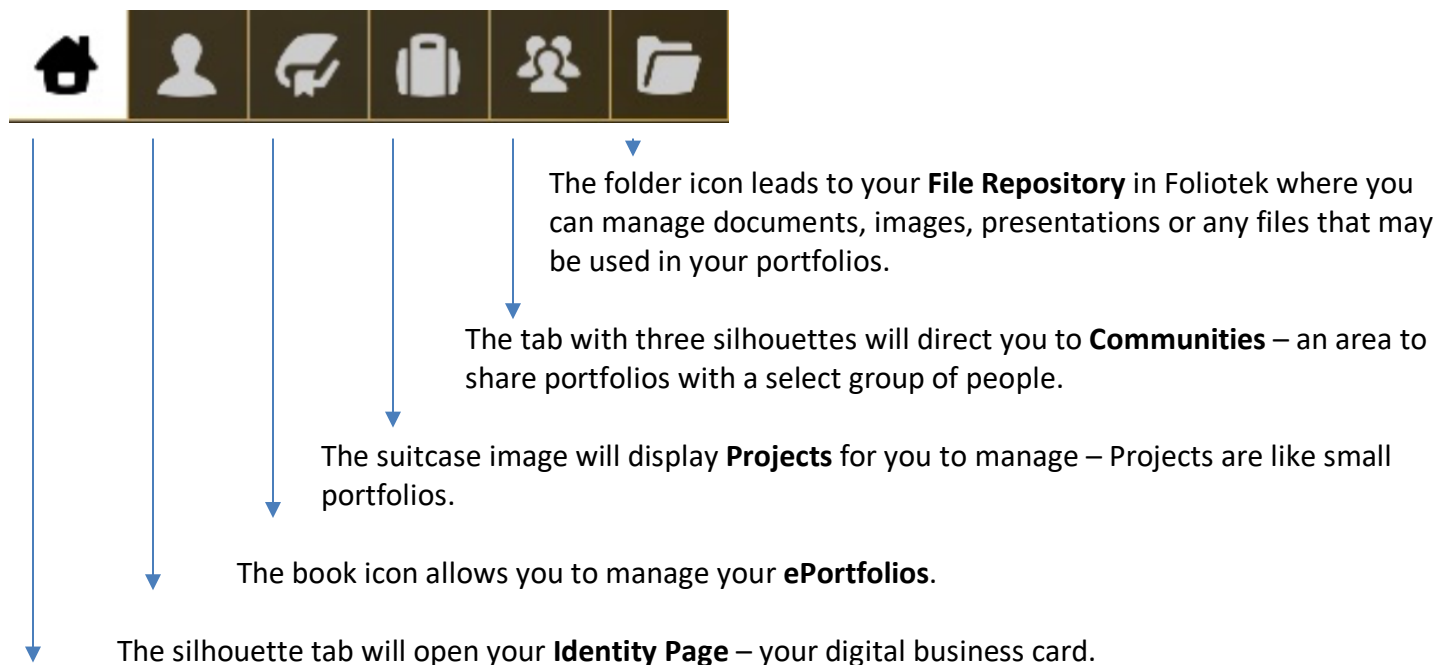 The folder icon leads to your File Repository in Foliotek where you
can manage documents, images, presentations or any files that may
be used in your portfolios.
The tab with three silhouettes will direct you to Communities – an area to
share portfolios with a select group of people.
The suitcase image will display Projects for you to manage – Projects are like small
portfolios.
The book icon allows you to manage your ePortfolios.
The silhouette tab will open your Identity Page – your digital business card.